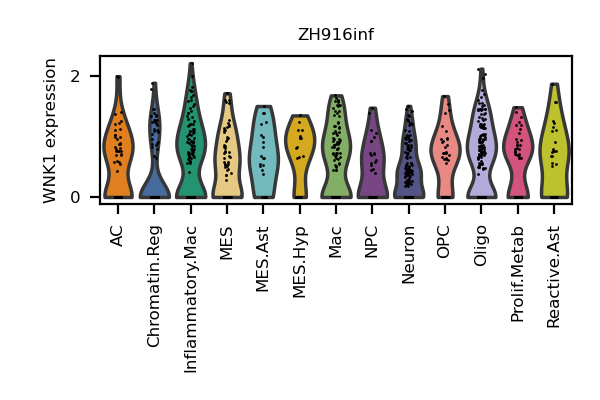 ZH916inf
WNK1 expression
2
0
AC
Chromatin.Reg
Inflammatory.Mac
MES
MES.Ast
MES.Hyp
Mac
NPC
Neuron
OPC
Oligo
Prolif.Metab
Reactive.Ast